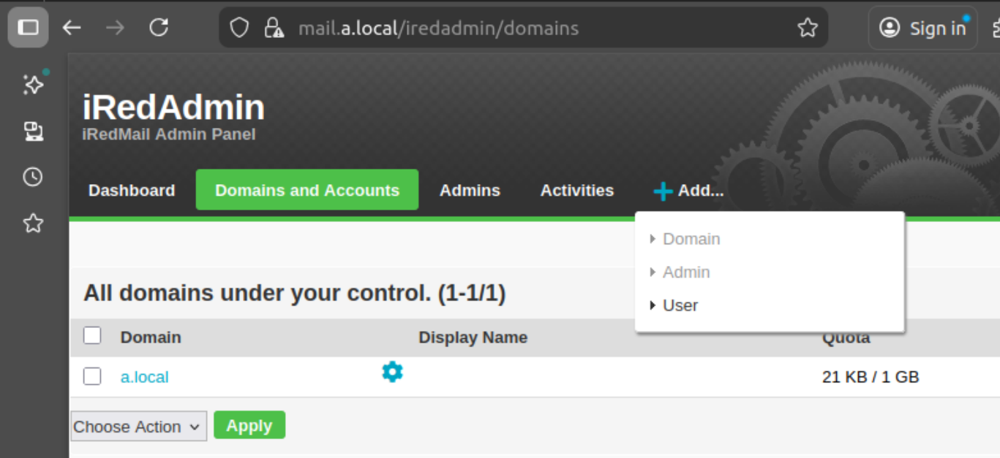 mail.a.local/iredadmin/domains
Sign in
iRedAdmin
iRedMail Admin Panel
Dashboard Domains and Accounts Admins Activities Add...
Domain
Admin
User
All domains under your control. (1-1/1)
Domain Display Name Quota
a.local 21 KB / 1 GB
Choose Action Apply